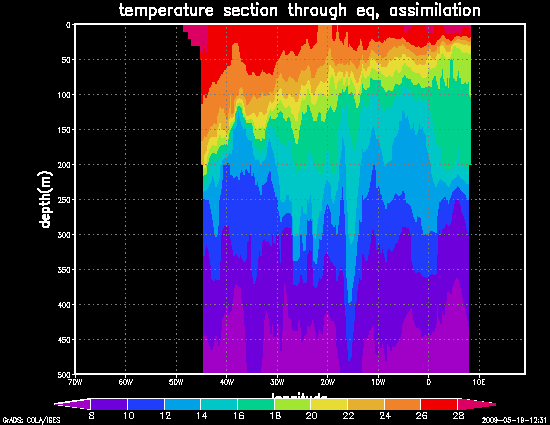 temperature section through eq, assimilation
0
50
100
150
200
250
300
350
400
450
500
depth(m)
70W 60W 50W 40W 30W 20W 10W 0 10E
longitude
8 10 12 14 16 18 20 22 24 26 28
GrADS: COLA/IGES 2009-05-19-12:31